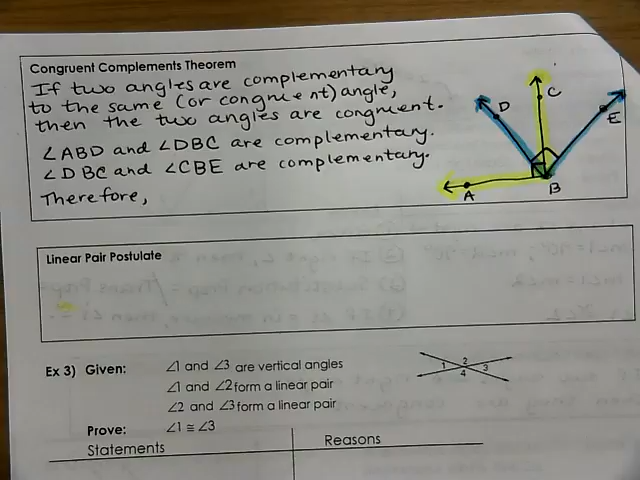 Congruent Complements Theorem
If two angles are complementary
to the same (or congruent) angle,
then the two angles are congruent.
∠ABD and ∠DBC are complementary.
∠DBC and ∠CBE are complementary.
Therefore,
D
C
E
A
B
Linear Pair Postulate
Ex 3) Given: ∠1 and ∠3 are vertical angles
∠1 and ∠2 form a linear pair
∠2 and ∠3 form a linear pair
Prove: ∠1 ≅ ∠3
1 2 3
4
Statements Reasons